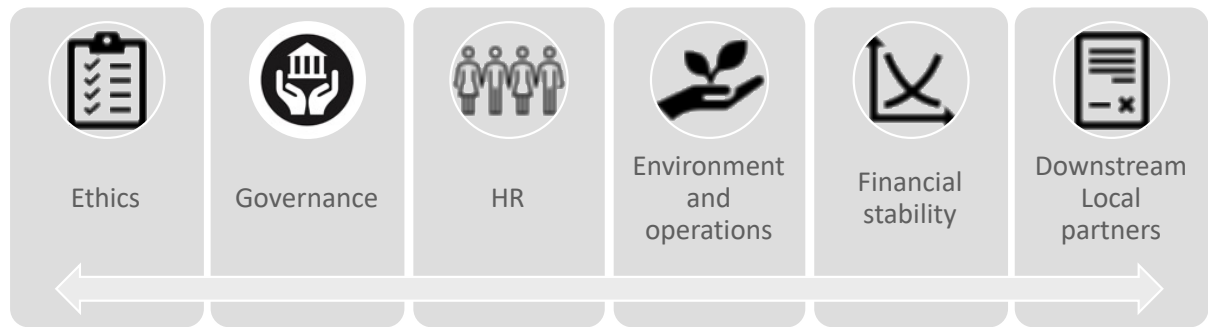 Ethics
Governance
HR
Environment
and
operations
Financial
stability
Downstream
Local
partners